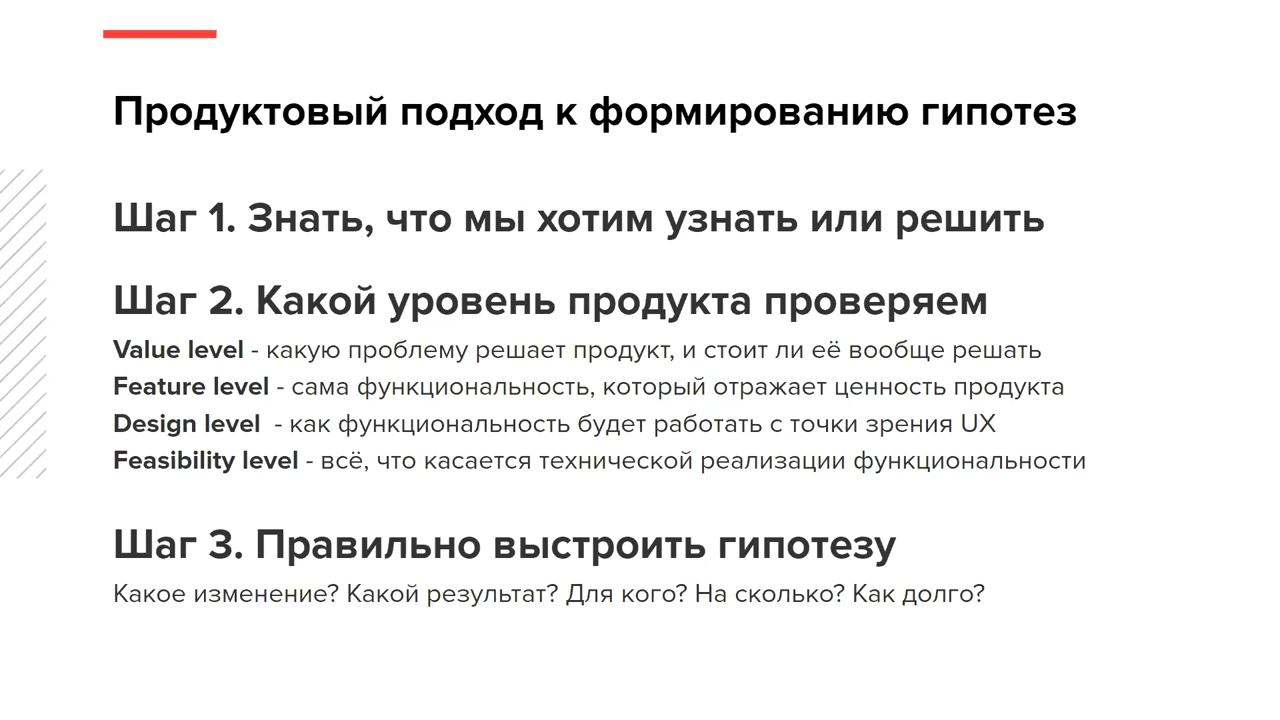 Продуктовый подход к формированию гипотез
Шаг 1. Знать, что мы хотим узнать или решить
Шаг 2. Какой уровень продукта проверяем
Value level - какую проблему решает продукт, и стоит ли её вообще решать
Feature level - сама функциональность, который отражает ценность продукта
Design level - как функциональность будет работать с точки зрения UX
Feasibility level - всё, что касается технической реализации функциональности
Шаг 3. Правильно выстроить гипотезу
Какое изменение? Какой результат? Для кого? На сколько? Как долго?